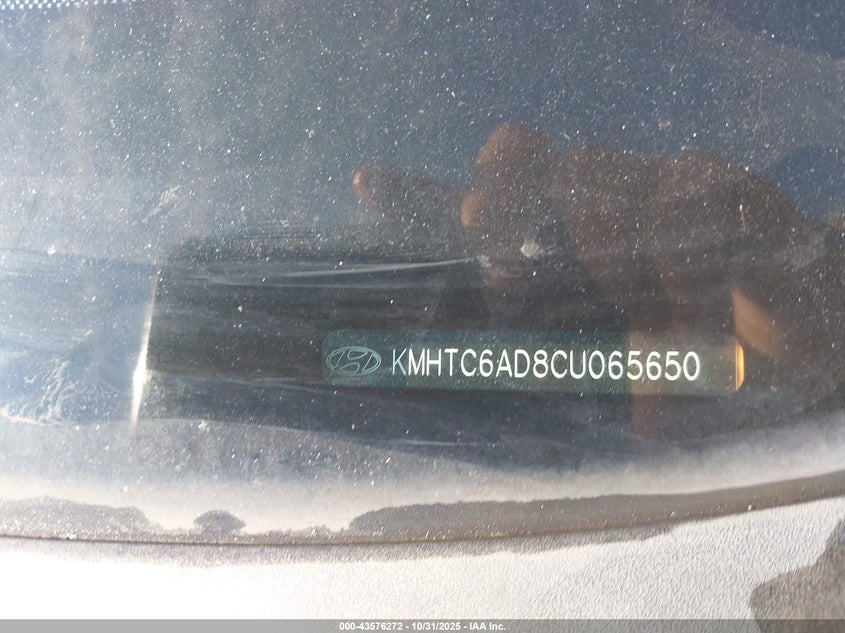 KMHTC6AD8CU065650
000-43576272 - 10/31/2025 - IAA Inc.